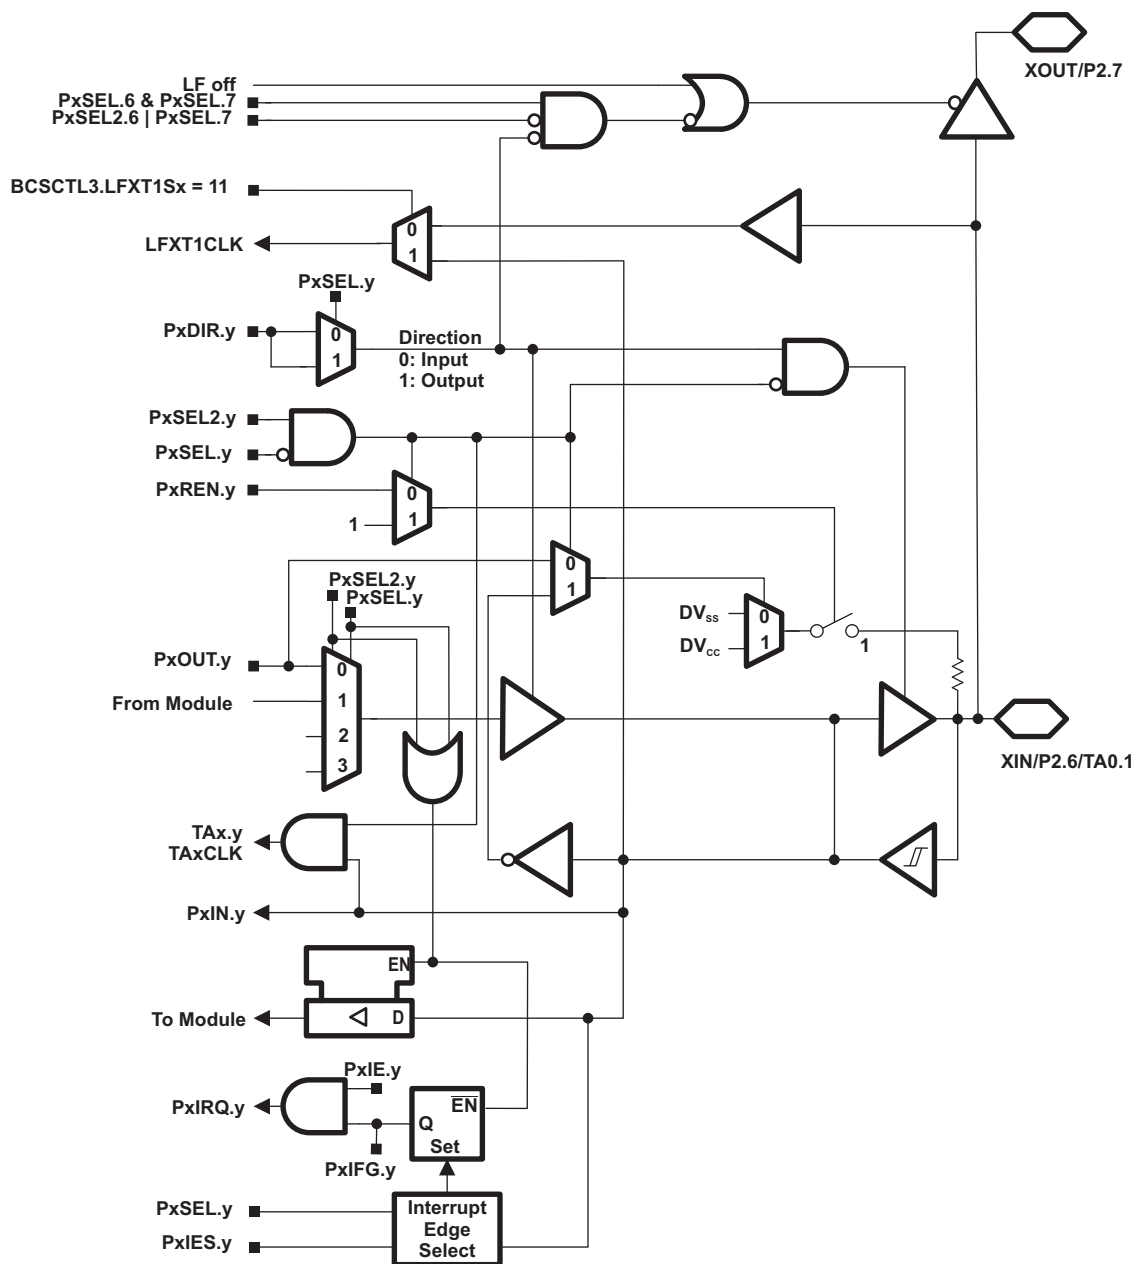 XOUT/P2.7
LF off
PxSEL.6 & PxSEL.7
PxSEL2.6 | PxSEL.7
BCSCTL3.LFXT1Sx = 11
0
LFXT1CLK
1
PxSEL.y
PxDIR.y
0
1
Direction
0: Input
1: Output
PxSEL2.y
PxSEL.y
PxREN.y
0
1
1
0
1
PxSEL2.y
PxSEL.y
DVSS
0
DVCC
1
1
PxOUT.y
0
From Module
1
2
3
XIN/P2.6/TA0.1
TAx.y
TAxCLK
PxIN.y
EN
To Module
D
PxIE.y
PxIRQ.y
EN
Q
Set
PxIFG.y
PxSEL.y
PxIES.y
Interrupt
Edge
Select